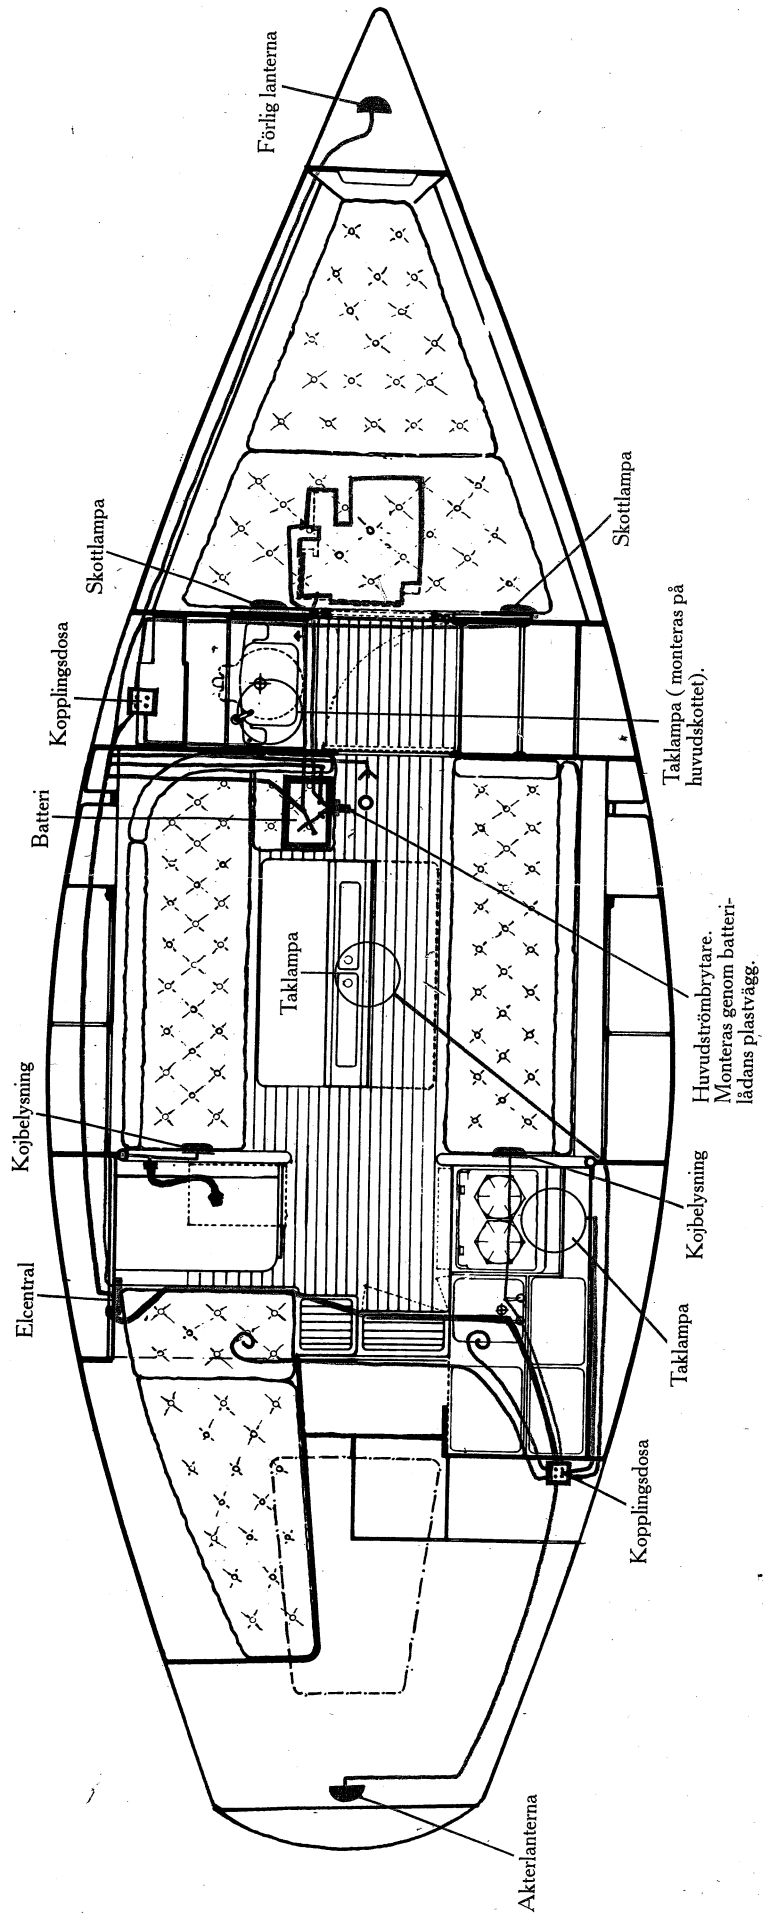 Förlig lanterna
Skottlampa
Skottlampa
Kopplingsdosa
Taklampa ( monteras på
huvudskottet).
Batteri
Taklampa
Huvudströmbrytare.
Monteras genom batteri-
lådans plastvägg.
Kojbelysning
Kojbelysning
Elcentral
Taklampa
Kopplingsdosa
Akterlanterna